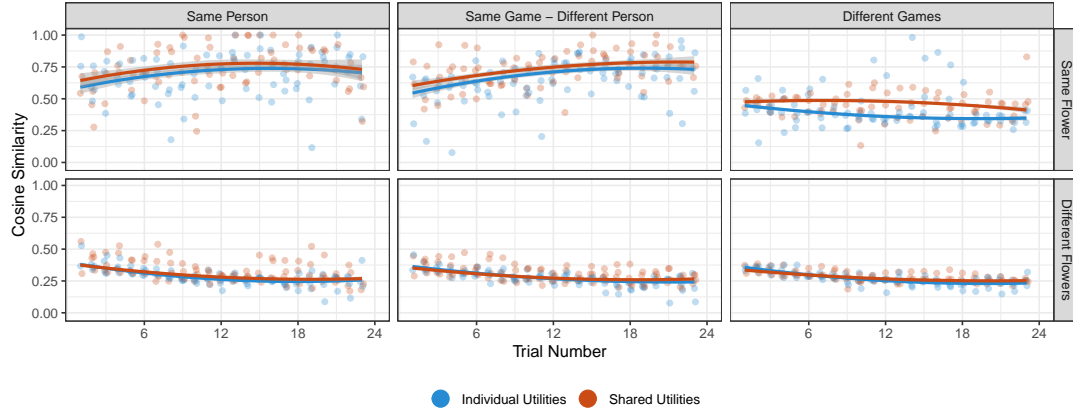 Same Person
Same Game – Different Person
Different Games
Cosine Similarity
1.00
0.75
0.50
0.25
0.00
Same Flower
1.00
0.75
0.50
0.25
0.00
Different Flowers
6 12 18 24
6 12 18 24
6 12 18 24
Trial Number
Individual Utilities
Shared Utilities